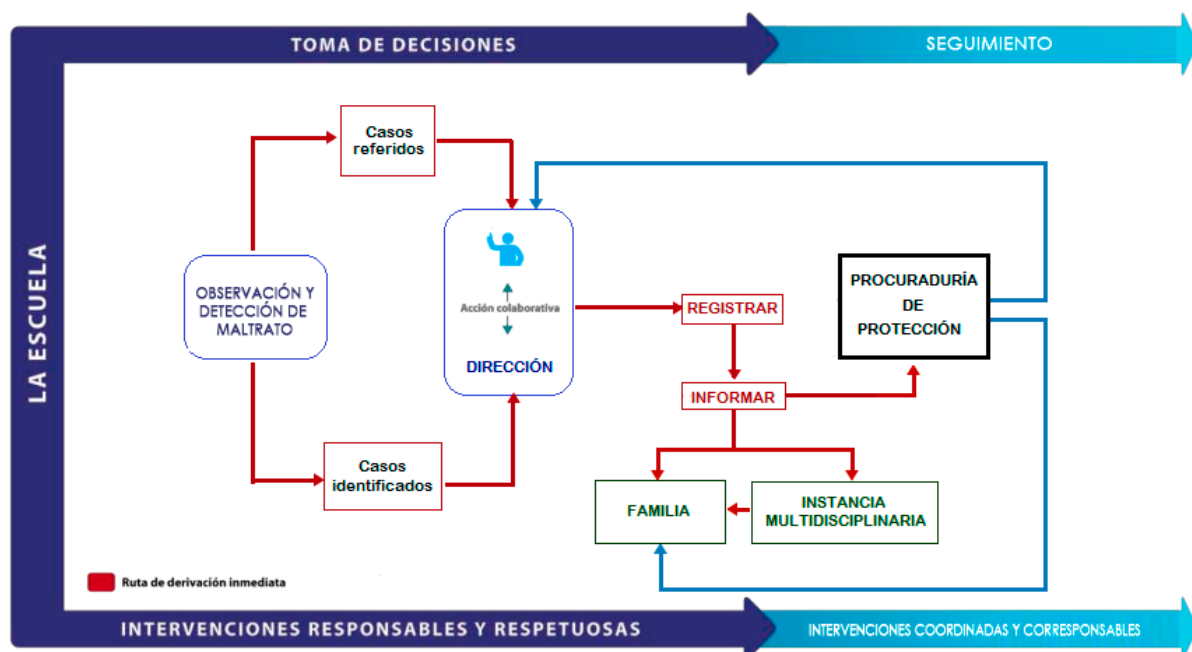 TOMA DE DECISIONES
SEGUIMIENTO
LA ESCUELA
Casos
referidos
OBSERVACIÓN Y
DETECCIÓN DE
MALTRATO
Acción colaborativa
DIRECCIÓN
REGISTRAR
PROCURADURÍA
DE
PROTECCIÓN
INFORMAR
Casos
identificados
FAMILIA
INSTANCIA
MULTIDISCIPLINARIA
Ruta de derivación inmediata
INTERVENCIONES RESPONSABLES Y RESPETUOSAS
INTERVENCIONES COORDINADAS Y CORRESPONSABLES